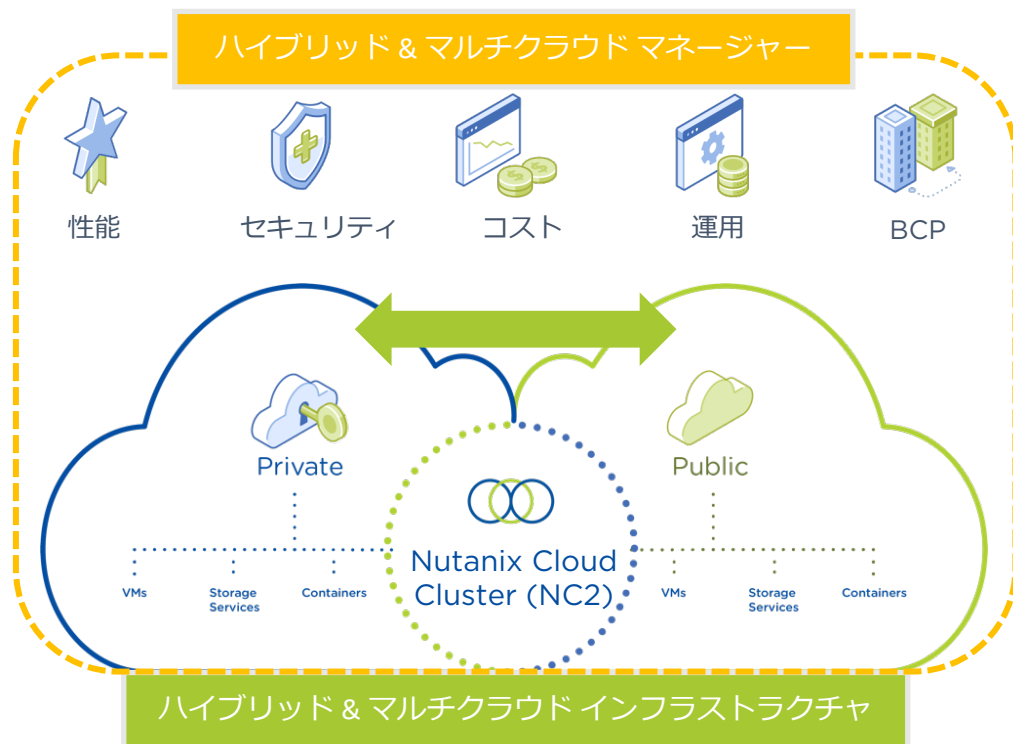 ハイブリッド & マルチクラウド マネージャー
性能
セキュリティ
コスト
運用
BCP
Private
Public
Nutanix Cloud
Cluster (NC2)
VMs
Storage
Services
Containers
VMs
Storage
Services
Containers
ハイブリッド & マルチクラウド インフラストラクチャ